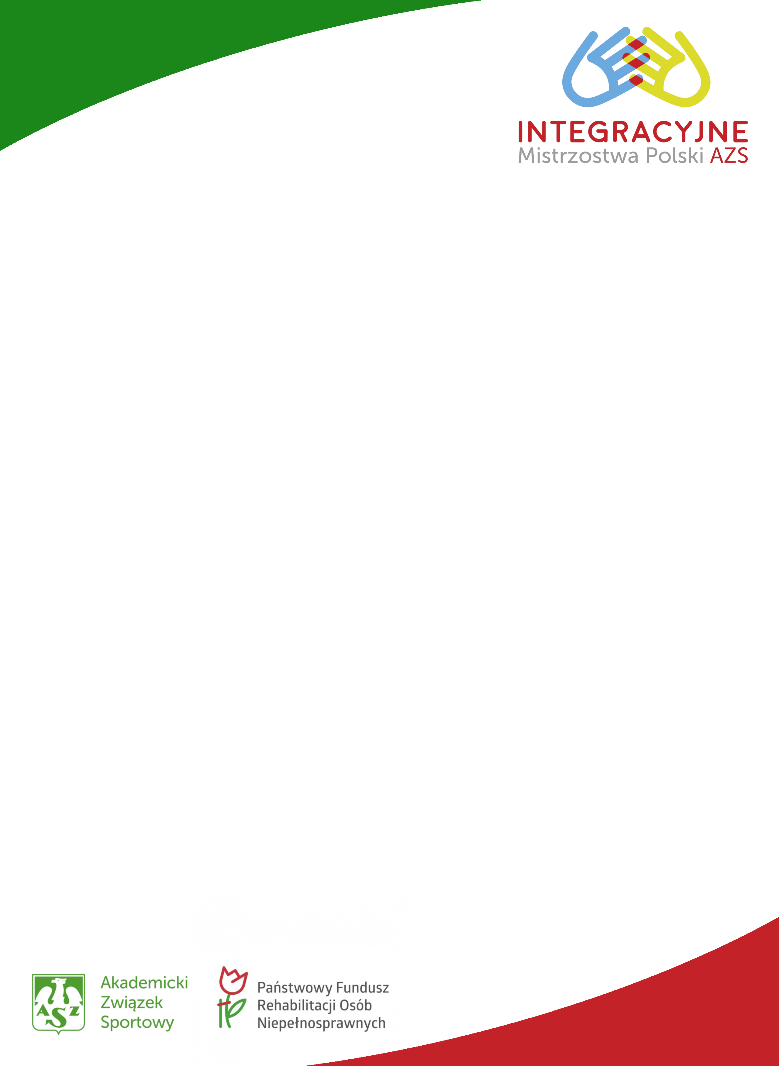 INTEGRACYJNE
Mistrzostwa Polski AZS
AZS
Akademicki
Związek
Sportowy
Państwowy Fundusz
Rehabilitacji Osób
Niepełnosprawnych